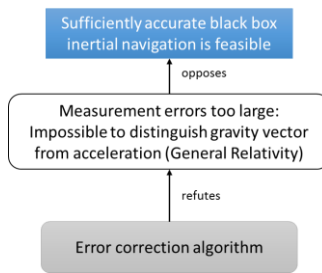 Sufficiently accurate black box
inertial navigation is feasible
opposes
Measurement errors too large:
Impossible to distinguish gravity vector
from acceleration (General Relativity)
refutes
Error correction algorithm